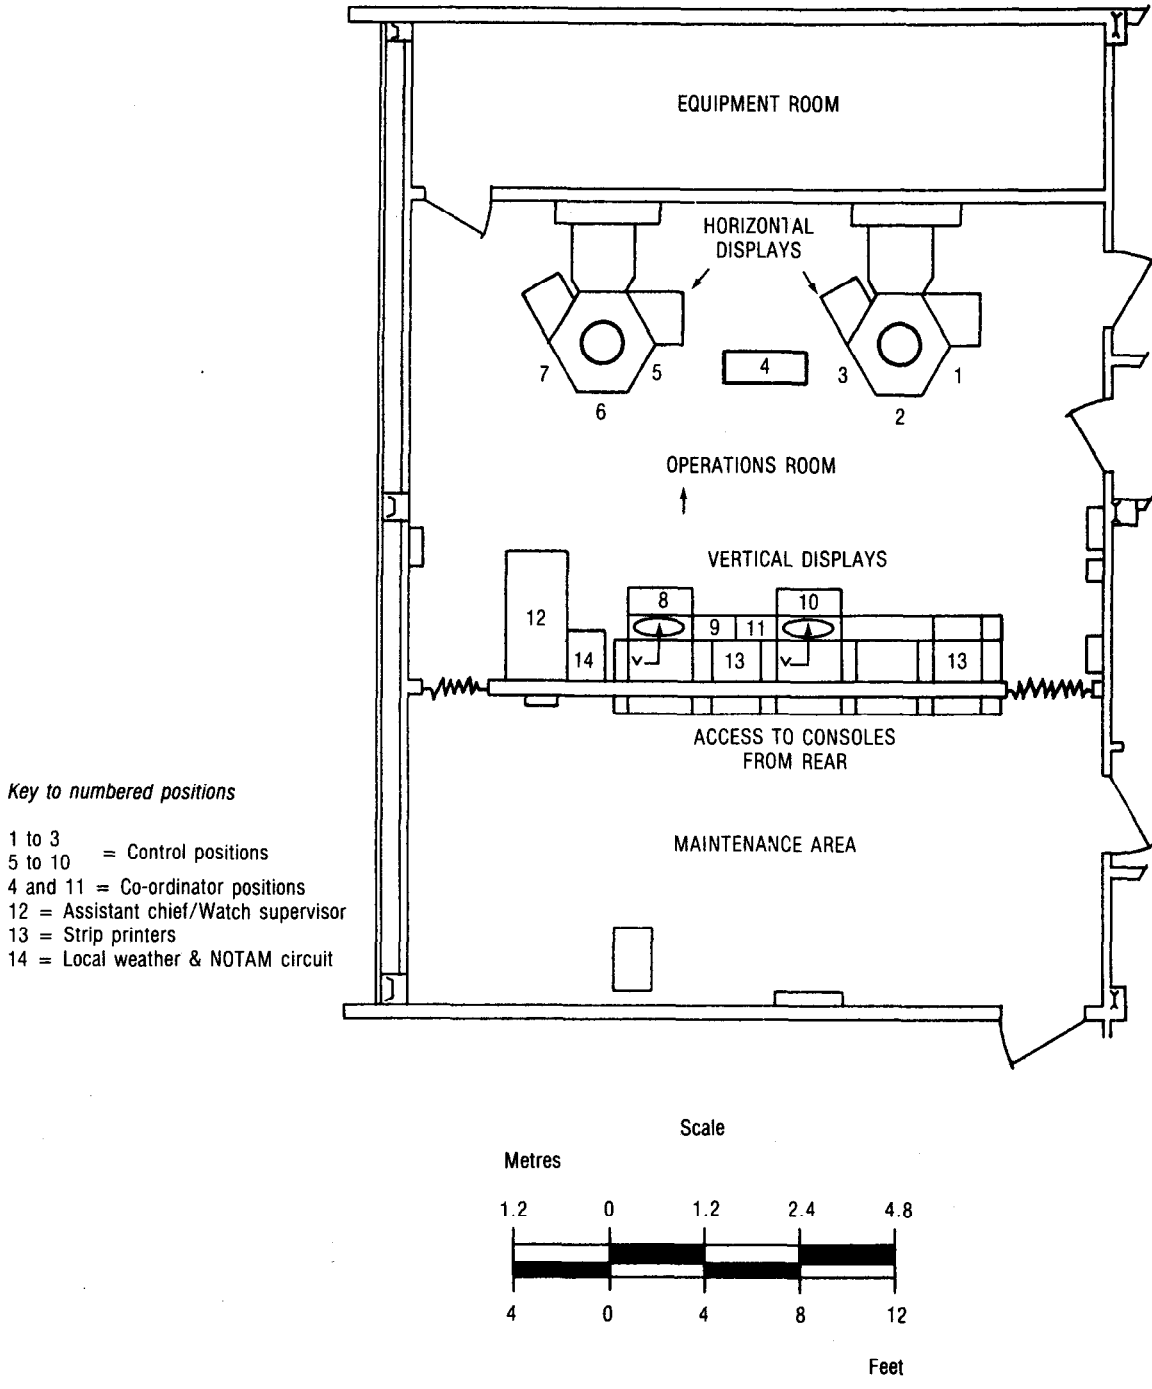 EQUIPMENT ROOM
HORIZONTAL
DISPLAYS
7
5
4
3
1
6
2
OPERATIONS ROOM
VERTICAL DISPLAYS
8
10
12
9
11
14
v
13
v
13
ACCESS TO CONSOLES
FROM REAR
MAINTENANCE AREA
Key to numbered positions
1 to 3
5 to 10
= Control positions
4 and 11 = Co-ordinator positions
12 = Assistant chief/Watch supervisor
13 = Strip printers
14 = Local weather & NOTAM circuit
Scale
Metres
1.2 0 1.2 2.4 4.8
4 0 4 8 12
Feet